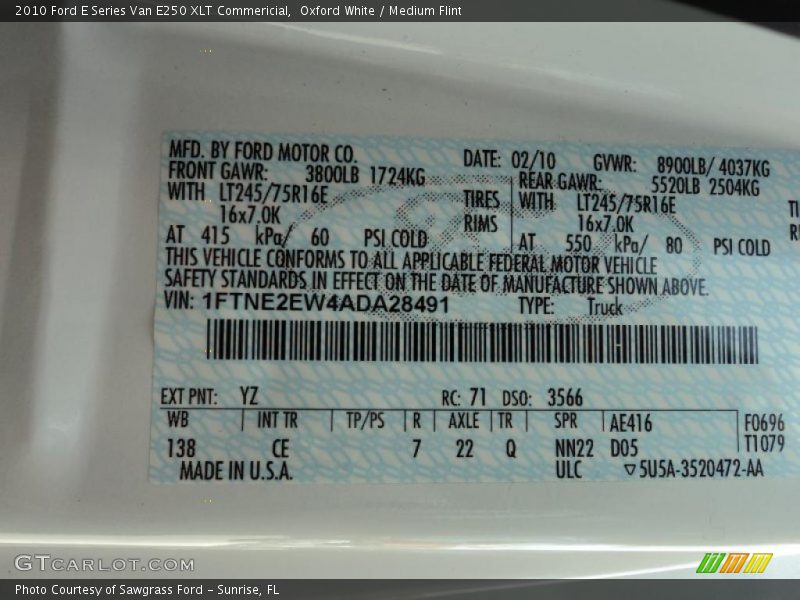 2010 Ford E Series Van E250 XLT Commericial, Oxford White / Medium Flint
MFD. BY FORD MOTOR CO. DATE: 02/10 GVWR: 8900LB/ 4037KG
FRONT GAWR: 3800LB 1724KG REAR GAWR: 5520LB 2504KG
WITH LT245/75R16E TIRES WITH LT245/75R16E
16x7.0K RIMS 16x7.0K
AT 415 kPa/ 60 PSI COLD AT 550 kPa/ 80 PSI COLD
THIS VEHICLE CONFORMS TO ALL APPLICABLE FEDERAL MOTOR VEHICLE
SAFETY STANDARDS IN EFFECT ON THE DATE OF MANUFACTURE SHOWN ABOVE.
VIN: 1FTNE2EW4ADA28491 TYPE: Truck
EXT PNT: YZ RC: 71 DSO: 3566
WB INT TR TP/PS R AXLE TR SPR AE416 F0696
138 CE 7 22 Q NN22 D05 T1079
MADE IN U.S.A. ULC ▽5U5A-3520472-AA
GTCARLOT.COM
Photo Courtesy of Sawgrass Ford – Sunrise, FL